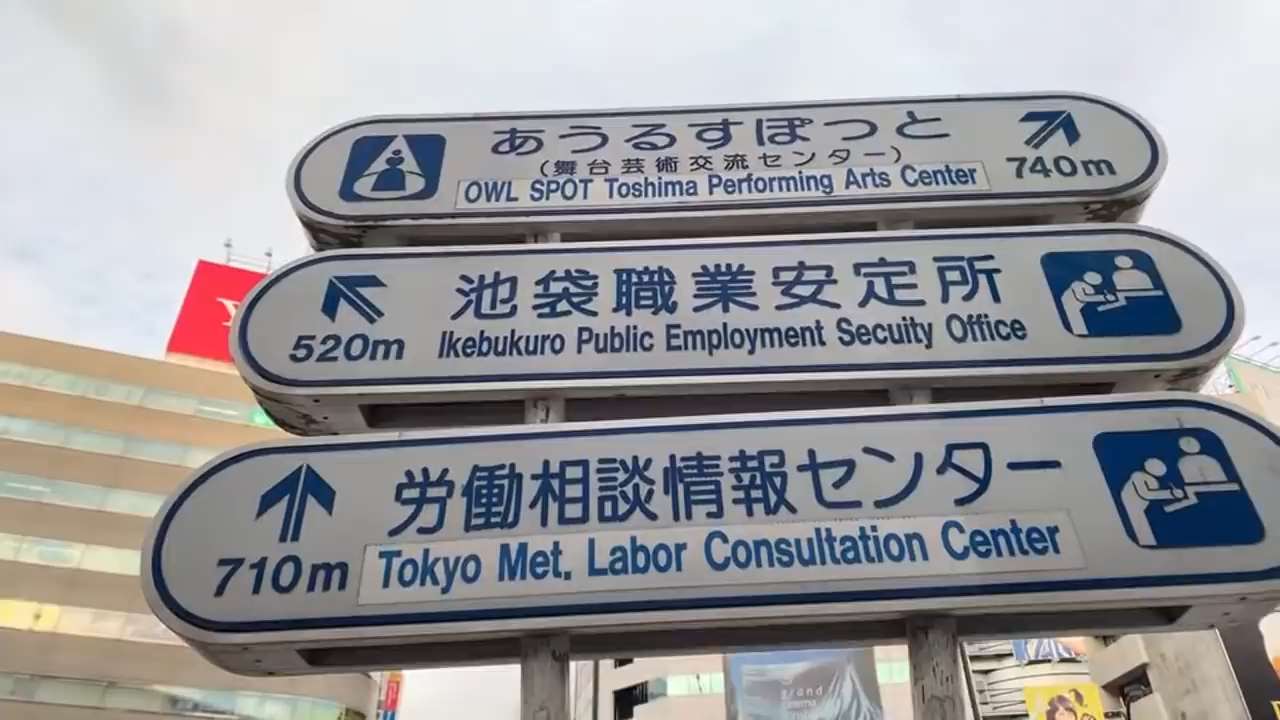 あうるすぽっと
(舞台芸術交流センター)
OWL SPOT Toshima Performing Arts Center
740m
池袋職業安定所
520m
Ikebukuro Public Employment Secuity Office
労働相談情報センター
710m
Tokyo Met. Labor Consultation Center